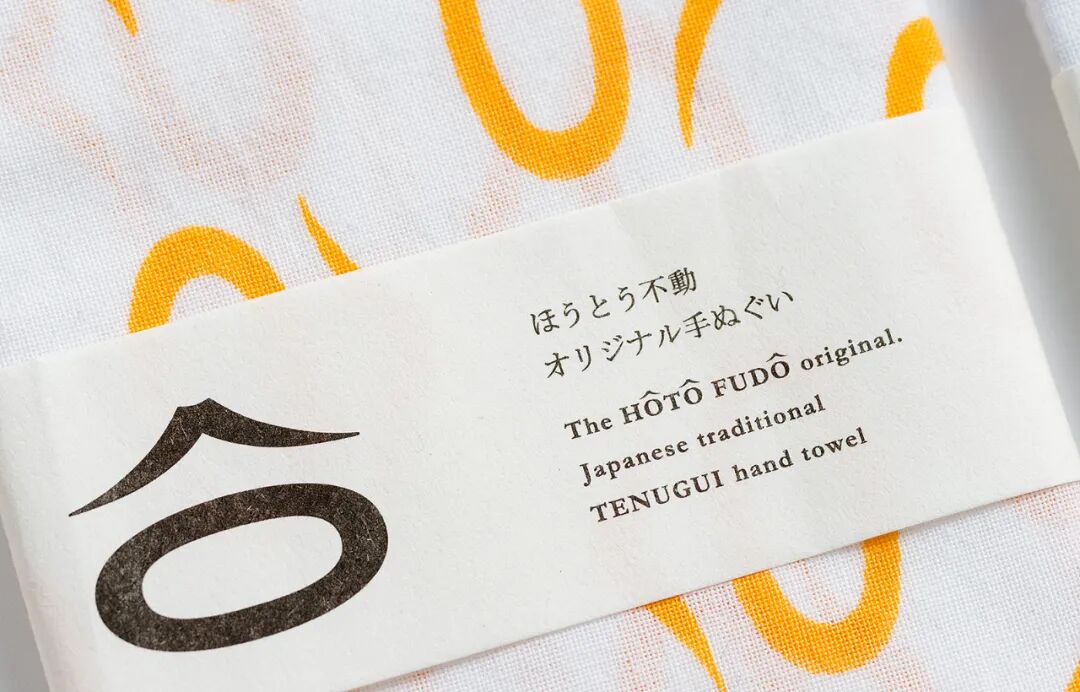 Ô
ほうとう不動
オリジナル手ぬぐい
The HÔTÔ FUDÔ original.
Japanese traditional
TENUGUI hand towel